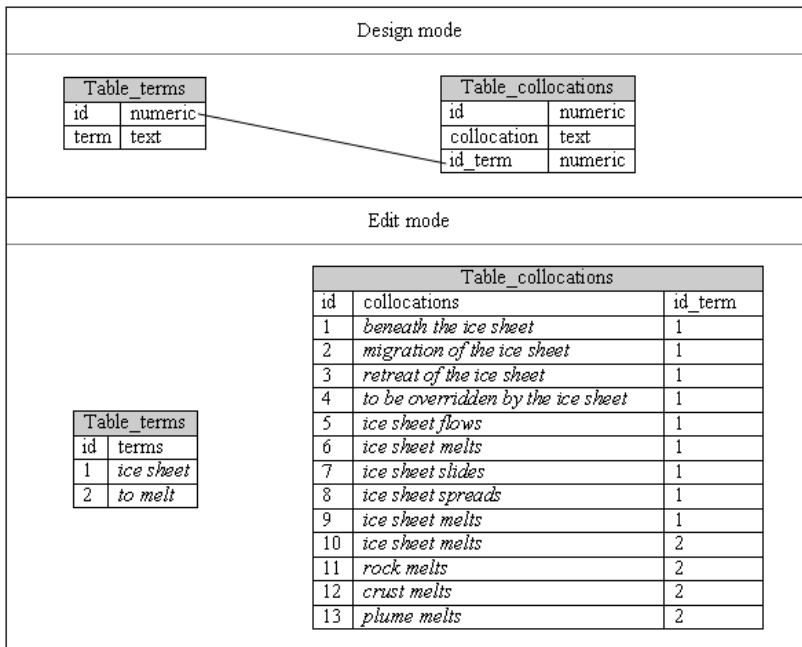 Design mode
Table_terms
id numeric
term text
Table_collocations
id numeric
collocation text
id_term numeric
Edit mode
Table_terms
id terms
1 ice sheet
2 to melt
Table_collocations
id collocations id_term
1 beneath the ice sheet 1
2 migration of the ice sheet 1
3 retreat of the ice sheet 1
4 to be overridden by the ice sheet 1
5 ice sheet flows 1
6 ice sheet melts 1
7 ice sheet slides 1
8 ice sheet spreads 1
9 ice sheet melts 1
10 ice sheet melts 2
11 rock melts 2
12 crust melts 2
13 plume melts 2